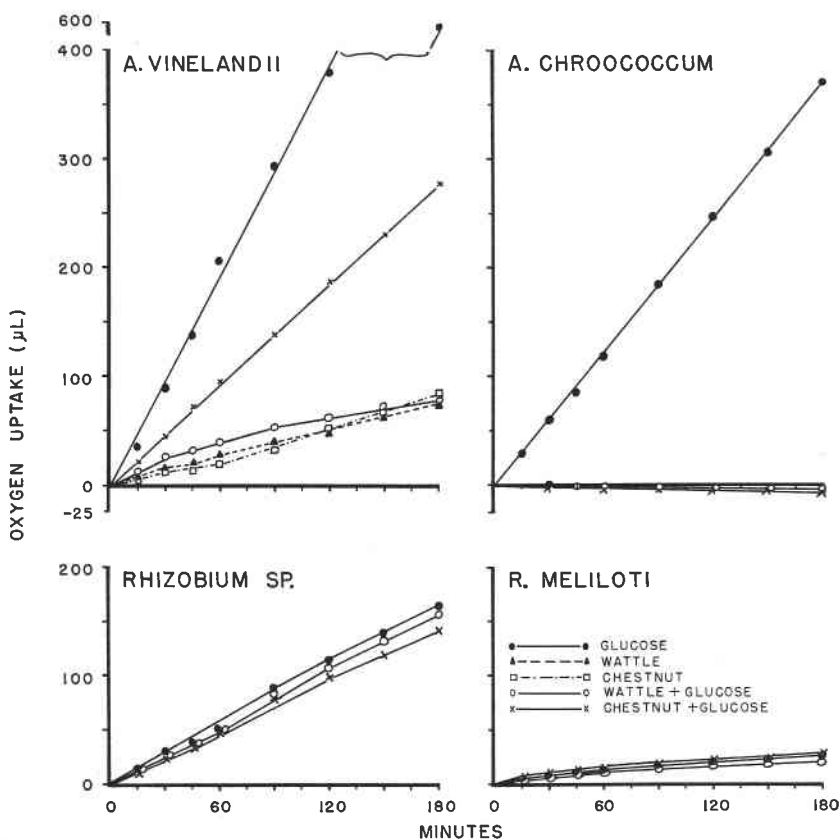 600
400
A. VINELANDII
A. CHROOCOCCUM
300
200
100
0
-25
OXYGEN UPTAKE (μL)
200
RHIZOBIUM SP.
R. MELILOTI
GLUCOSE
WATTLE
CHESTNUT
WATTLE + GLUCOSE
CHESTNUT + GLUCOSE
100
0
0 60 120 180 0 60 120 180
MINUTES